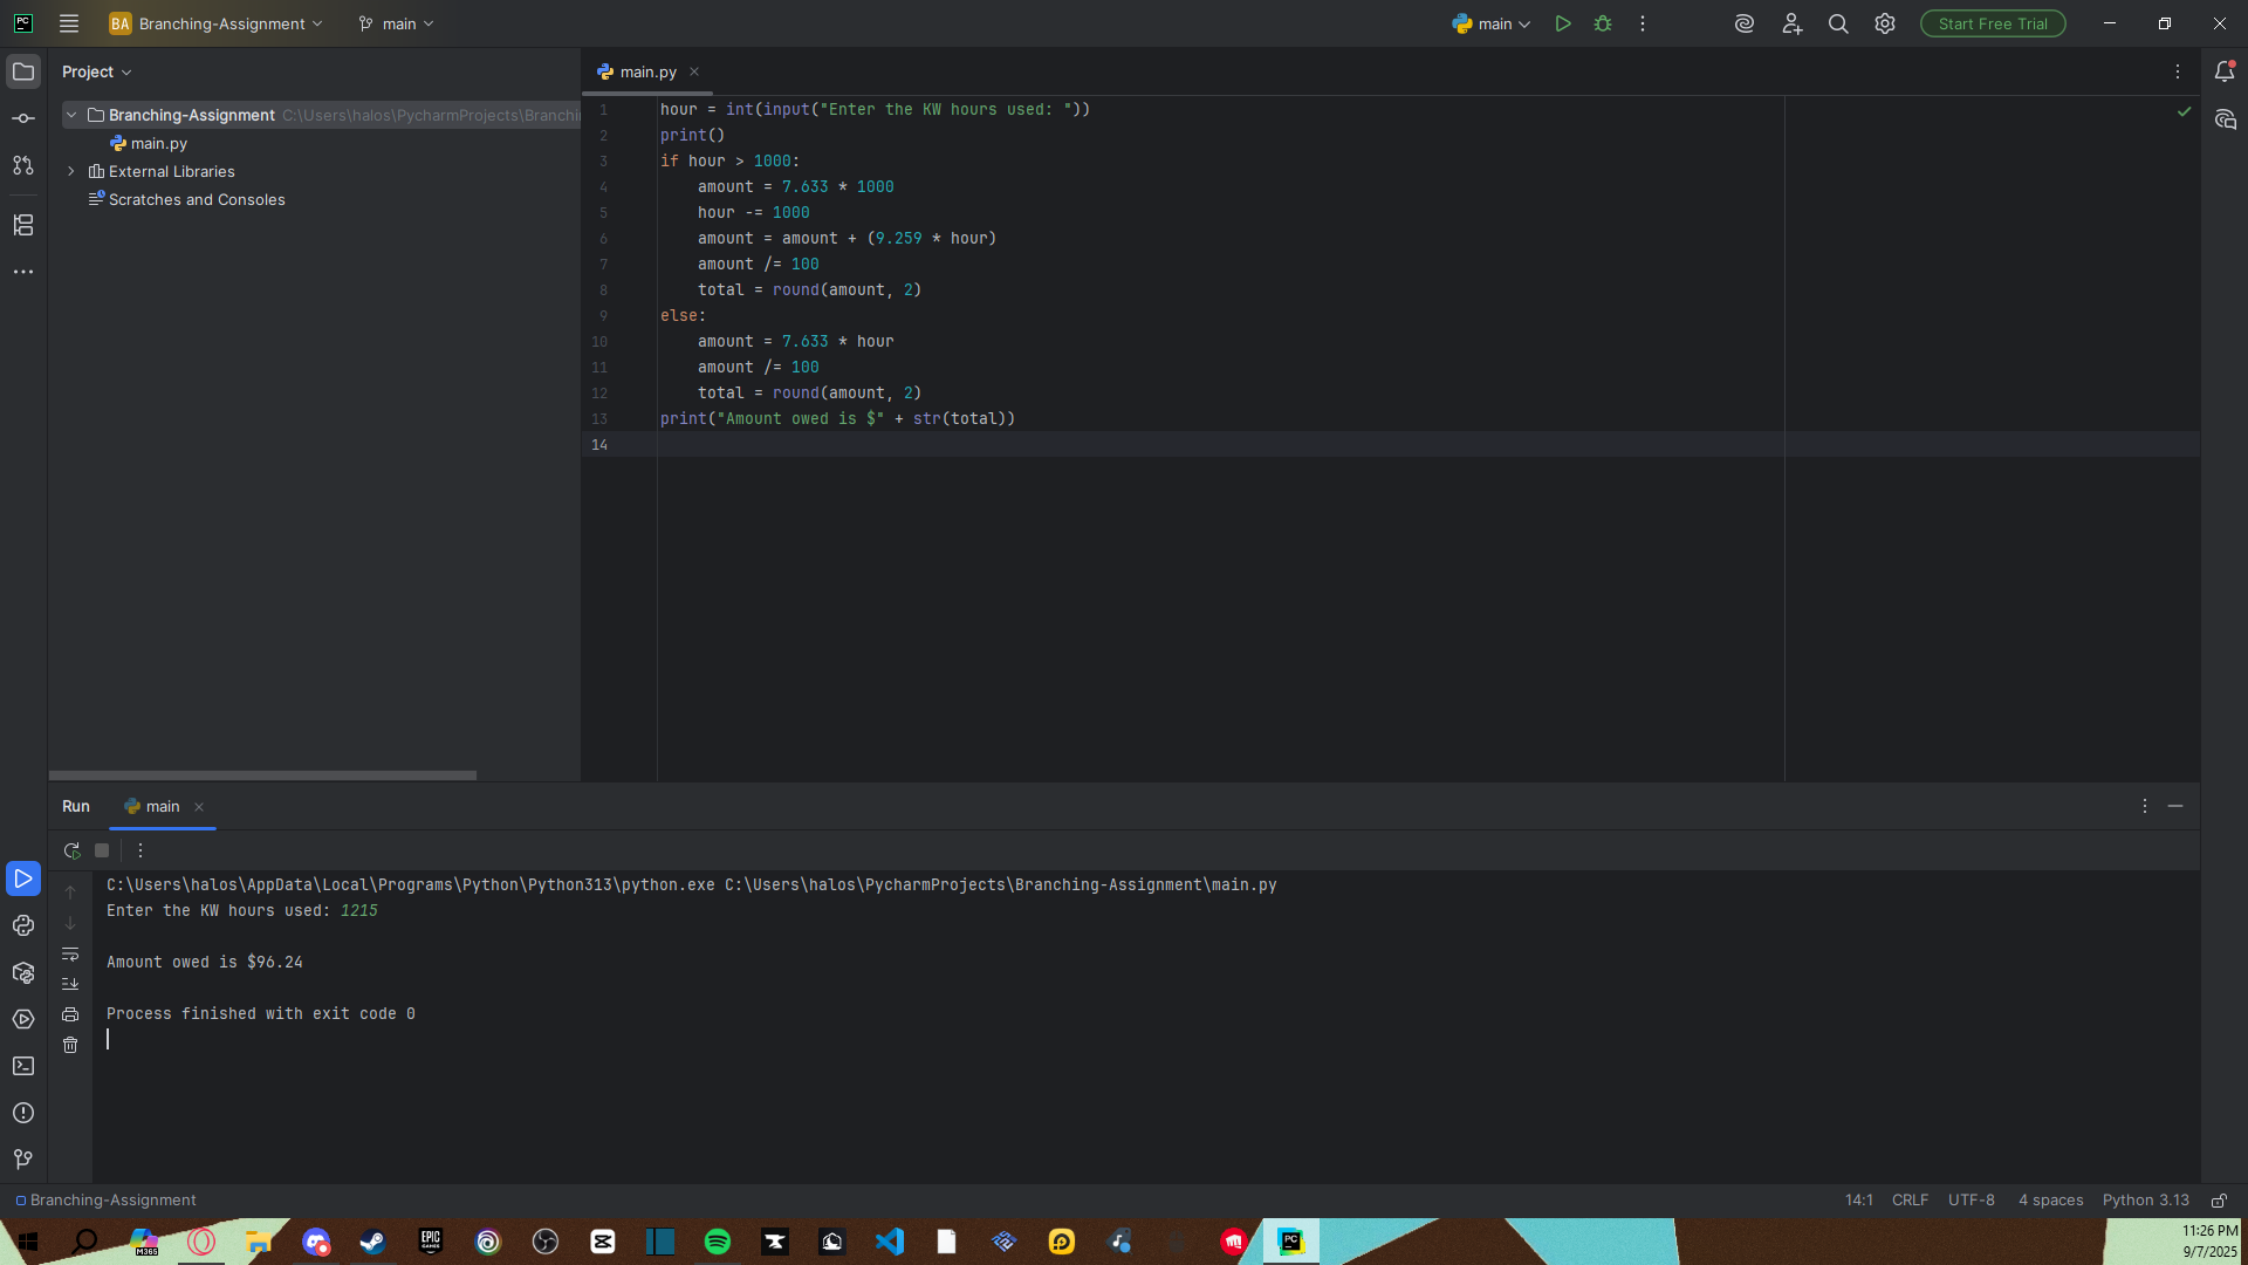 PC BA Branching-Assignment main main Start Free Trial
Project
Branching-Assignment C:\Users\halos\PycharmProjects\Branchi
main.py
External Libraries
Scratches and Consoles
main.py
1 hour = int(input("Enter the KW hours used: "))
2 print()
3 if hour > 1000:
4     amount = 7.633 * 1000
5     hour -= 1000
6     amount = amount + (9.259 * hour)
7     amount /= 100
8     total = round(amount, 2)
9 else:
10     amount = 7.633 * hour
11     amount /= 100
12     total = round(amount, 2)
13 print("Amount owed is $" + str(total))
14
Run main
C:\Users\halos\AppData\Local\Programs\Python\Python313\python.exe C:\Users\halos\PycharmProjects\Branching-Assignment\main.py
Enter the KW hours used: 1215
Amount owed is $96.24
Process finished with exit code 0
Branching-Assignment 14:1 CRLF UTF-8 4 spaces Python 3.13
M365 EPIC GAMES PC 11:26 PM
9/7/2025